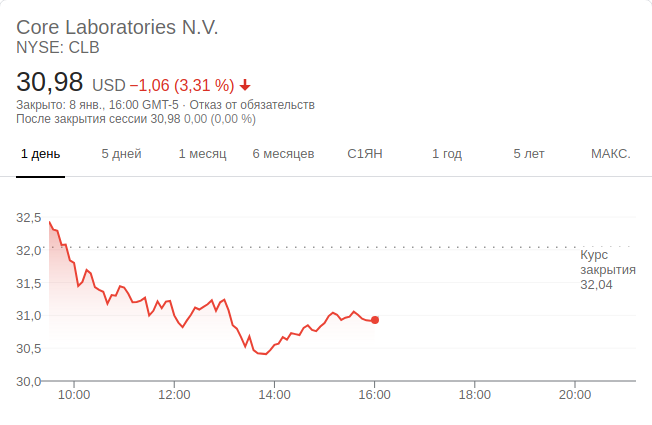 Core Laboratories N.V.
NYSE: CLB
30,98 USD −1,06 (3,31 %)
Закрыто: 8 янв., 16:00 GMT-5 · Отказ от обязательств
После закрытия сессии 30,98 0,00 (0,00 %)
1 день 5 дней 1 месяц 6 месяцев С1ЯН 1 год 5 лет МАКС.
32,5
32,0
Курс
закрытия
32,04
31,5
31,0
30,5
30,0
10:00 12:00 14:00 16:00 18:00 20:00